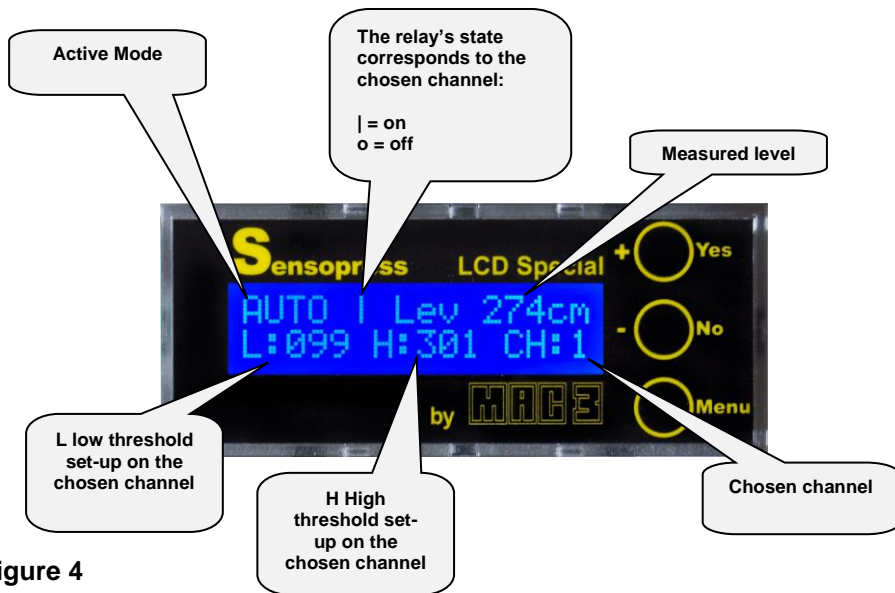 Active Mode
The relay’s state
corresponds to the
chosen channel:
| = on
o = off
Measured level
Sensopress LCD Special
+ Yes
AUTO | Lev 274cm
L:099 H:301 CH:1
- No
by MAC3
Menu
L low threshold
set-up on the
chosen channel
H High
threshold set-
up on the
chosen channel
Chosen channel
igure 4